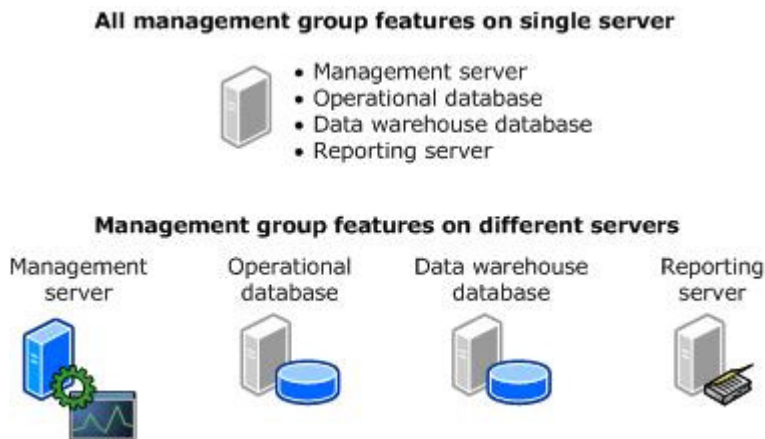 All management group features on single server
• Management server
• Operational database
• Data warehouse database
• Reporting server
Management group features on different servers
Management server
Operational database
Data warehouse database
Reporting server